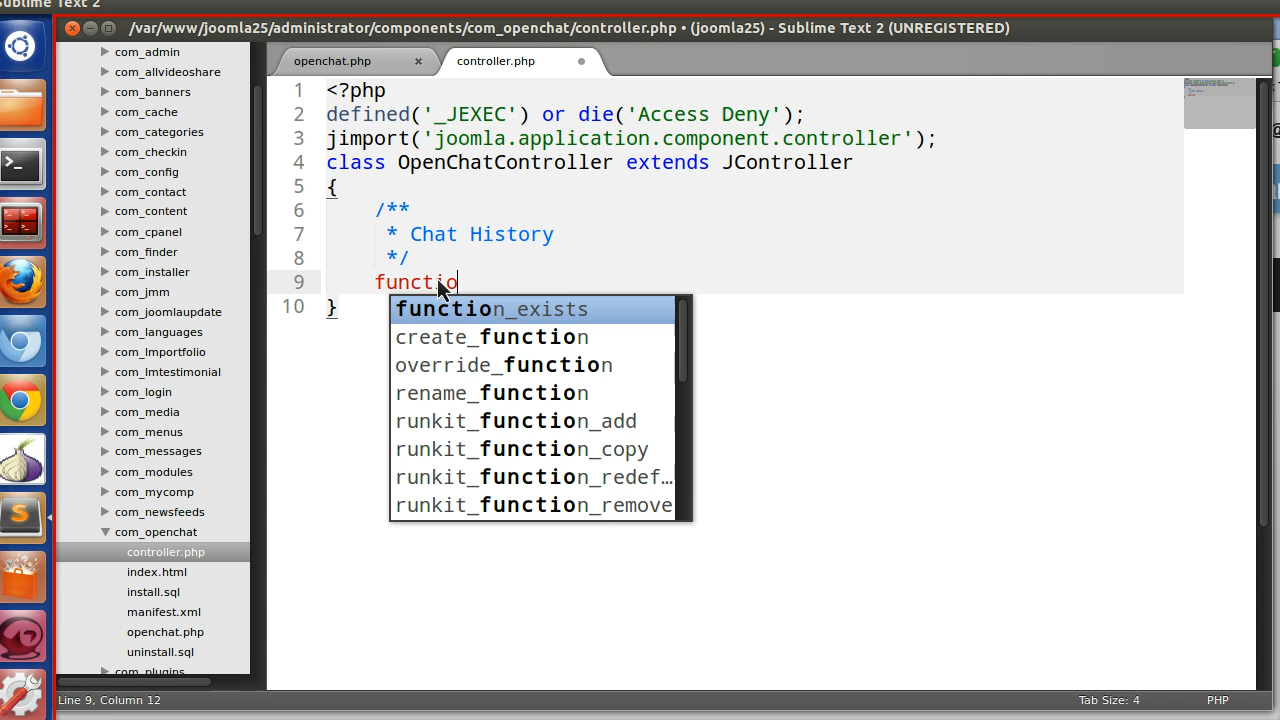 Sublime Text 2
/var/www/joomla25/administrator/components/com_openchat/controller.php • (joomla25) - Sublime Text 2 (UNREGISTERED)
com_admin
com_allvideoshare
com_banners
com_cache
com_categories
com_checkin
com_config
com_contact
com_content
com_cpanel
com_finder
com_installer
com_jmm
com_joomlaupdate
com_languages
com_lmportfolio
com_lmtestimonial
com_login
com_media
com_menus
com_messages
com_modules
com_mycomp
com_newsfeeds
com_openchat
controller.php
index.html
install.sql
manifest.xml
openchat.php
uninstall.sql
com_plugins
openchat.php × controller.php
1 <?php
2 defined('_JEXEC') or die('Access Deny');
3 jimport('joomla.application.component.controller');
4 class OpenChatController extends JController
5 {
6 /**
7 * Chat History
8 */
9 functio
10 }
function_exists
create_function
override_function
rename_function
runkit_function_add
runkit_function_copy
runkit_function_redef…
runkit_function_remove
Line 9, Column 12 Tab Size: 4 PHP